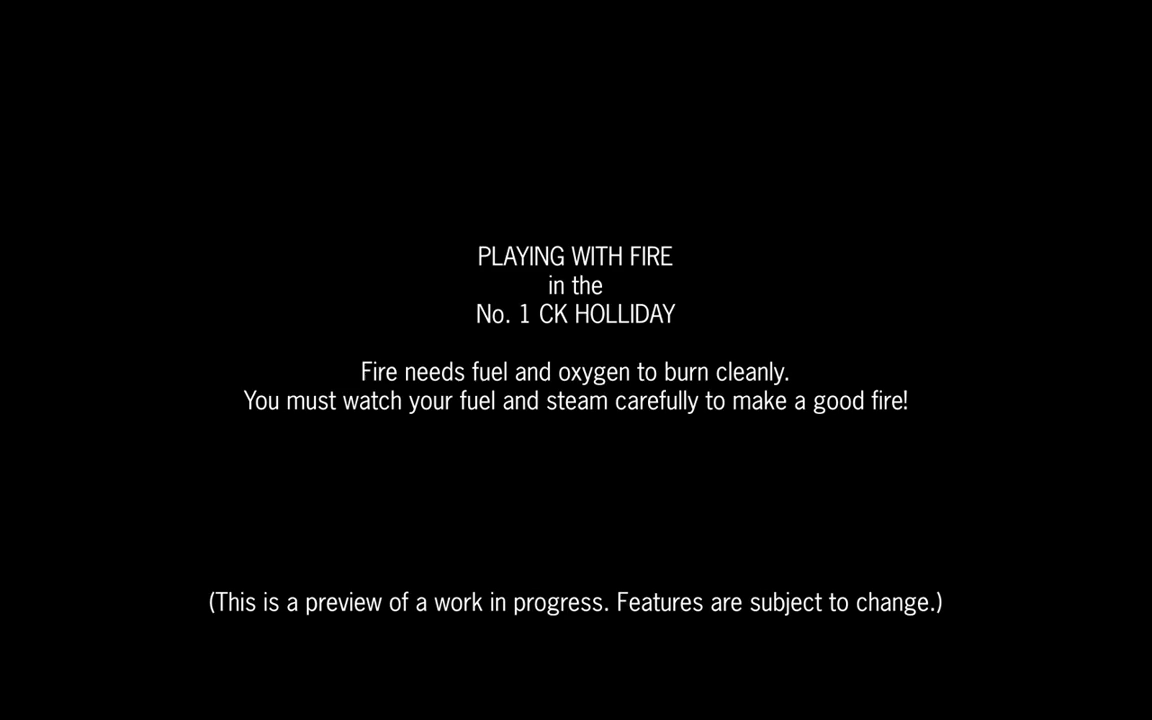 PLAYING WITH FIRE
in the
No. 1 CK HOLLIDAY
Fire needs fuel and oxygen to burn cleanly.
You must watch your fuel and steam carefully to make a good fire!
(This is a preview of a work in progress. Features are subject to change.)